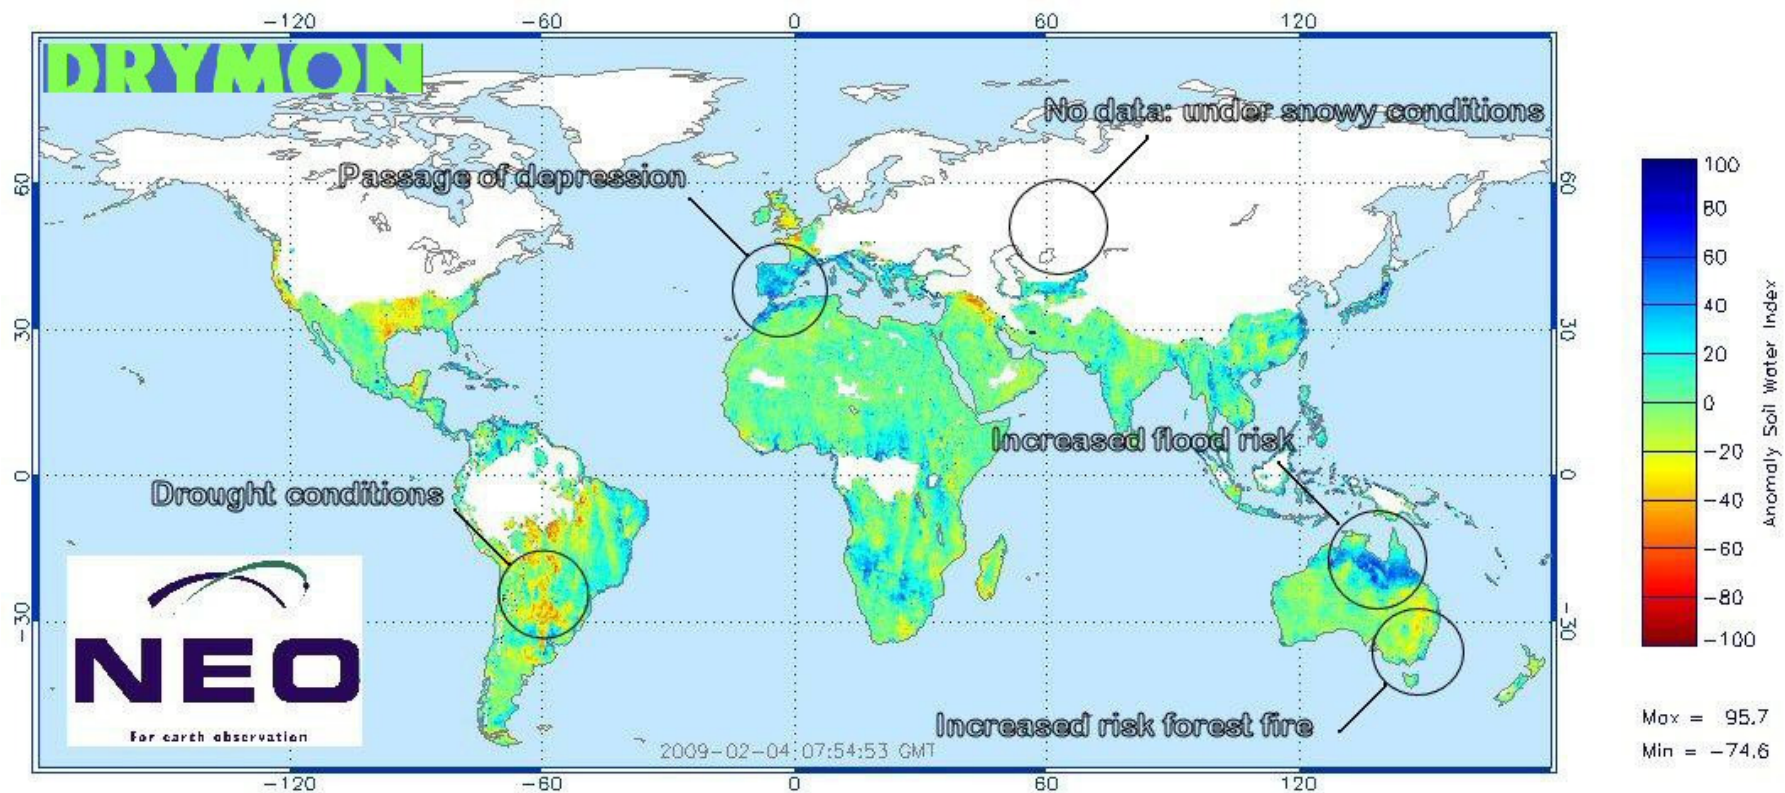 -120 -60 0 60 120
DRYMON
No data: under snowy conditions
Passage of depression
60 60
30 30
Increased flood risk
0 0
Drought conditions
-30 -30
Increased risk forest fire
NEO
For earth observation
2009-02-04 07:54:53 GMT
-120 -60 0 60 120
100
80
60
40
20
0
-20
-40
-60
-80
-100
Anomaly Soil Water Index
Max = 95.7
Min = -74.6